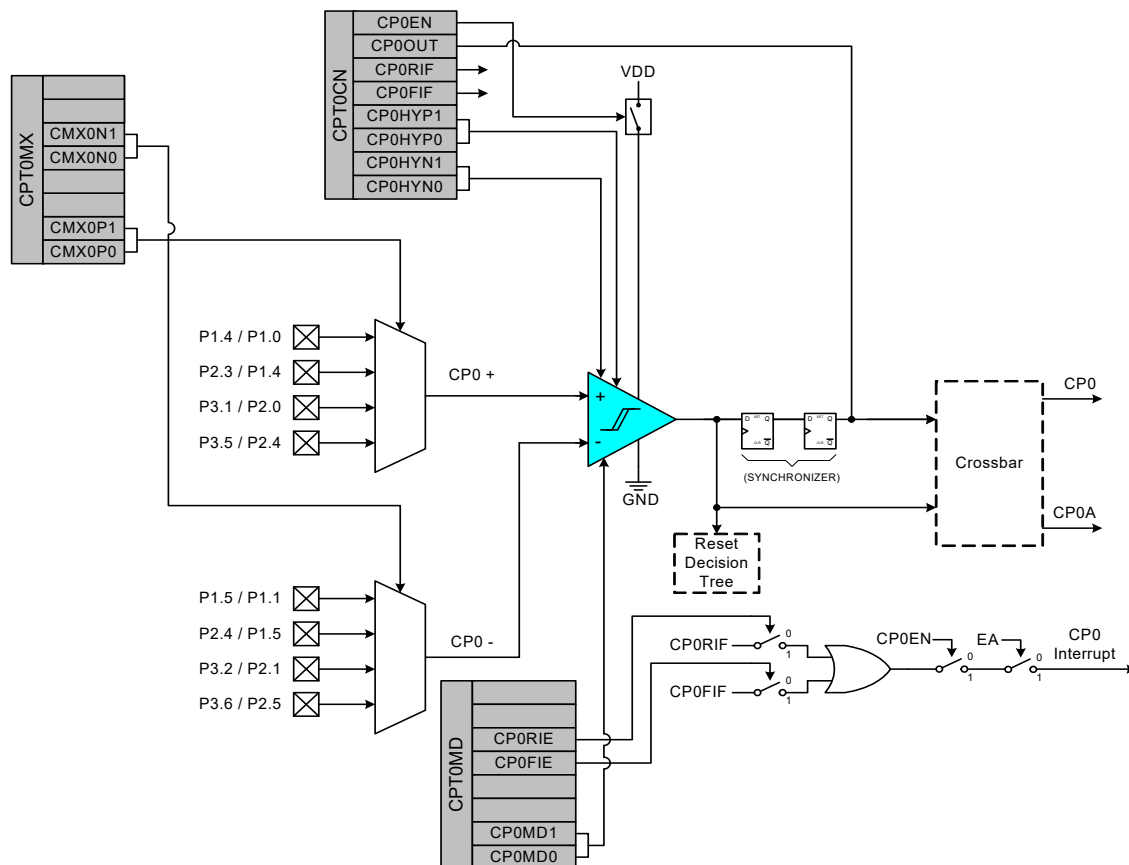 CPT0CN
CP0EN
CP0OUT
CP0RIF
CP0FIF
CP0HYP1
CP0HYP0
CP0HYN1
CP0HYN0
VDD
CPT0MX
CMX0N1
CMX0N0
CMX0P1
CMX0P0
P1.4 / P1.0
P2.3 / P1.4
P3.1 / P2.0
P3.5 / P2.4
CP0 +
+
-
GND
D SET Q
CLR Q
D SET Q
CLR Q
(SYNCHRONIZER)
Crossbar
CP0
CP0A
Reset
Decision
Tree
P1.5 / P1.1
P2.4 / P1.5
P3.2 / P2.1
P3.6 / P2.5
CP0 -
CP0RIF
0
1
CP0FIF
0
1
CP0EN
0
1
EA
0
1
CP0
Interrupt
CPT0MD
CP0RIE
CP0FIE
CP0MD1
CP0MD0